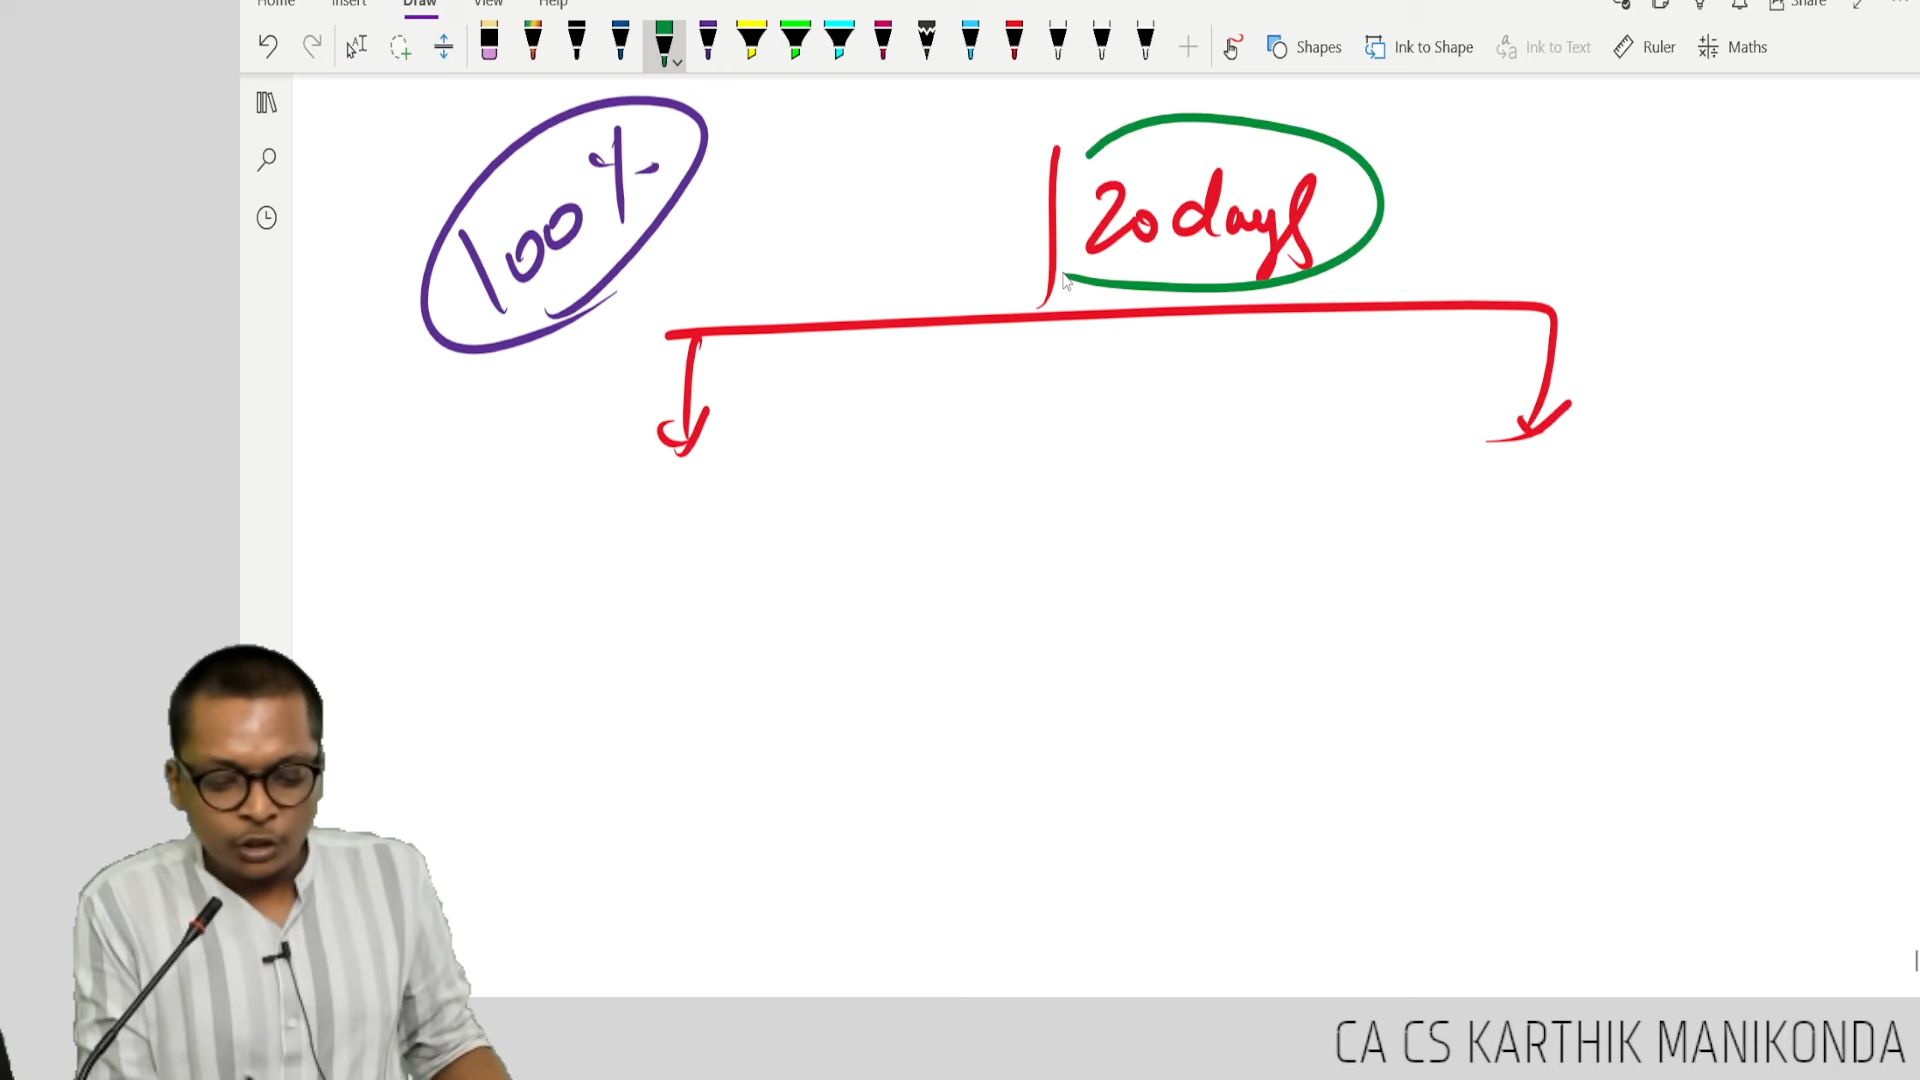 Home Insert Draw View Help Share
Shapes Ink to Shape Ink to Text Ruler Maths
100%
20 days
CA CS KARTHIK MANIKONDA